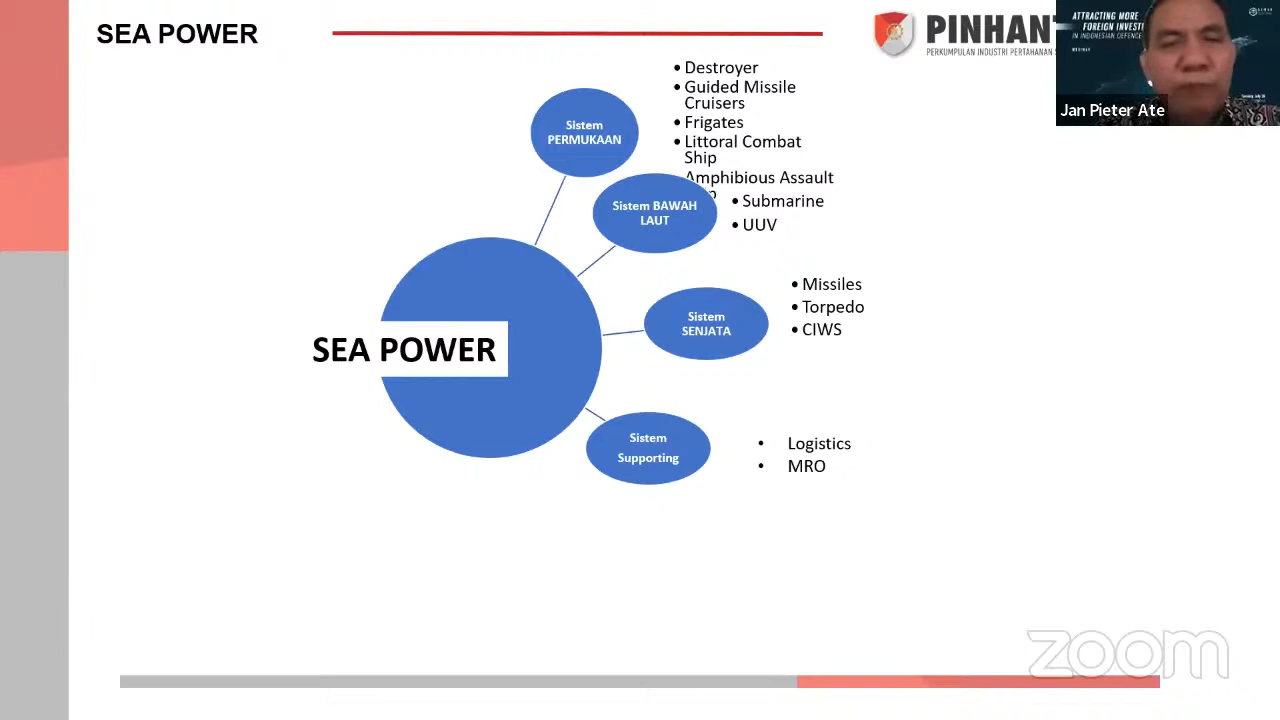 SEA POWER
PINHANT
PERKUMPULAN INDUSTRI PERTAHANAN
ATTRACTING MORE
FOREIGN INVEST
IN INDONESIAN DEFENCE
WEBINAR
Jan Pieter Ate
Sistem
PERMUKAAN
• Destroyer
• Guided Missile
Cruisers
• Frigates
• Littoral Combat
Ship
Amphibious Assault
Sistem BAWAH
LAUT
• Submarine
• UUV
Sistem
SENJATA
• Missiles
• Torpedo
• CIWS
SEA POWER
Sistem
Supporting
• Logistics
• MRO
zoom